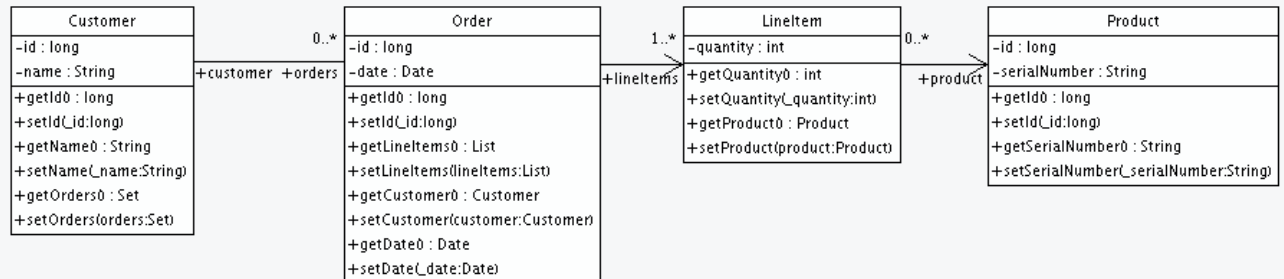 Customer
-id : long
-name : String
+getId() : long
+setId(_id:long)
+getName() : String
+setName(_name:String)
+getOrders() : Set
+setOrders(orders:Set)
0..*
+customer +orders
Order
-id : long
-date : Date
+getId() : long
+setId(_id:long)
+getLineItems() : List
+setLineItems(lineItems:List)
+getCustomer() : Customer
+setCustomer(customer:Customer)
+getDate() : Date
+setDate(_date:Date)
1..*
+lineItems
LineItem
-quantity : int
+getQuantity() : int
+setQuantity(_quantity:int)
+getProduct() : Product
+setProduct(product:Product)
0..*
+product
Product
-id : long
-serialNumber : String
+getId() : long
+setId(_id:long)
+getSerialNumber() : String
+setSerialNumber(_serialNumber:String)